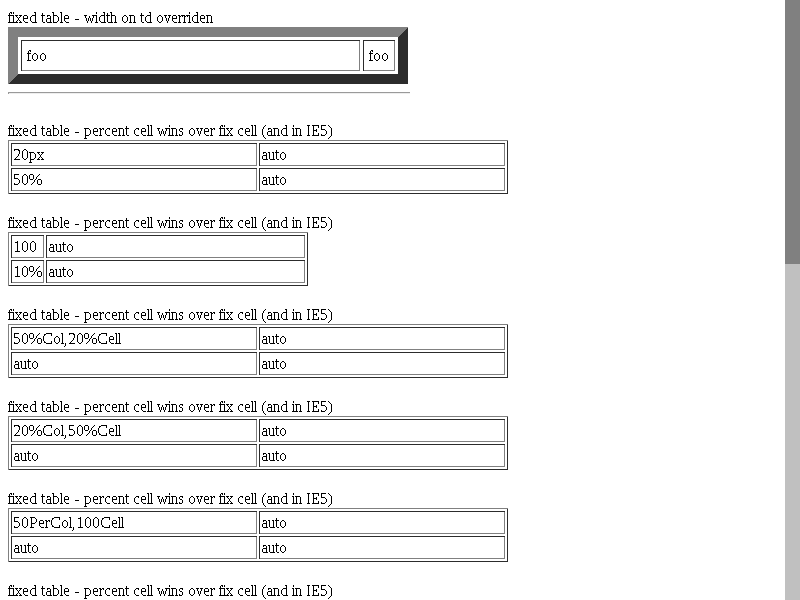 fixed table - width on td overriden
foo foo
fixed table - percent cell wins over fix cell (and in IE5)
20px auto
50% auto
fixed table - percent cell wins over fix cell (and in IE5)
100 auto
10% auto
fixed table - percent cell wins over fix cell (and in IE5)
50%Col,20%Cell auto
auto auto
fixed table - percent cell wins over fix cell (and in IE5)
20%Col,50%Cell auto
auto auto
fixed table - percent cell wins over fix cell (and in IE5)
50PerCol,100Cell auto
auto auto
fixed table - percent cell wins over fix cell (and in IE5)